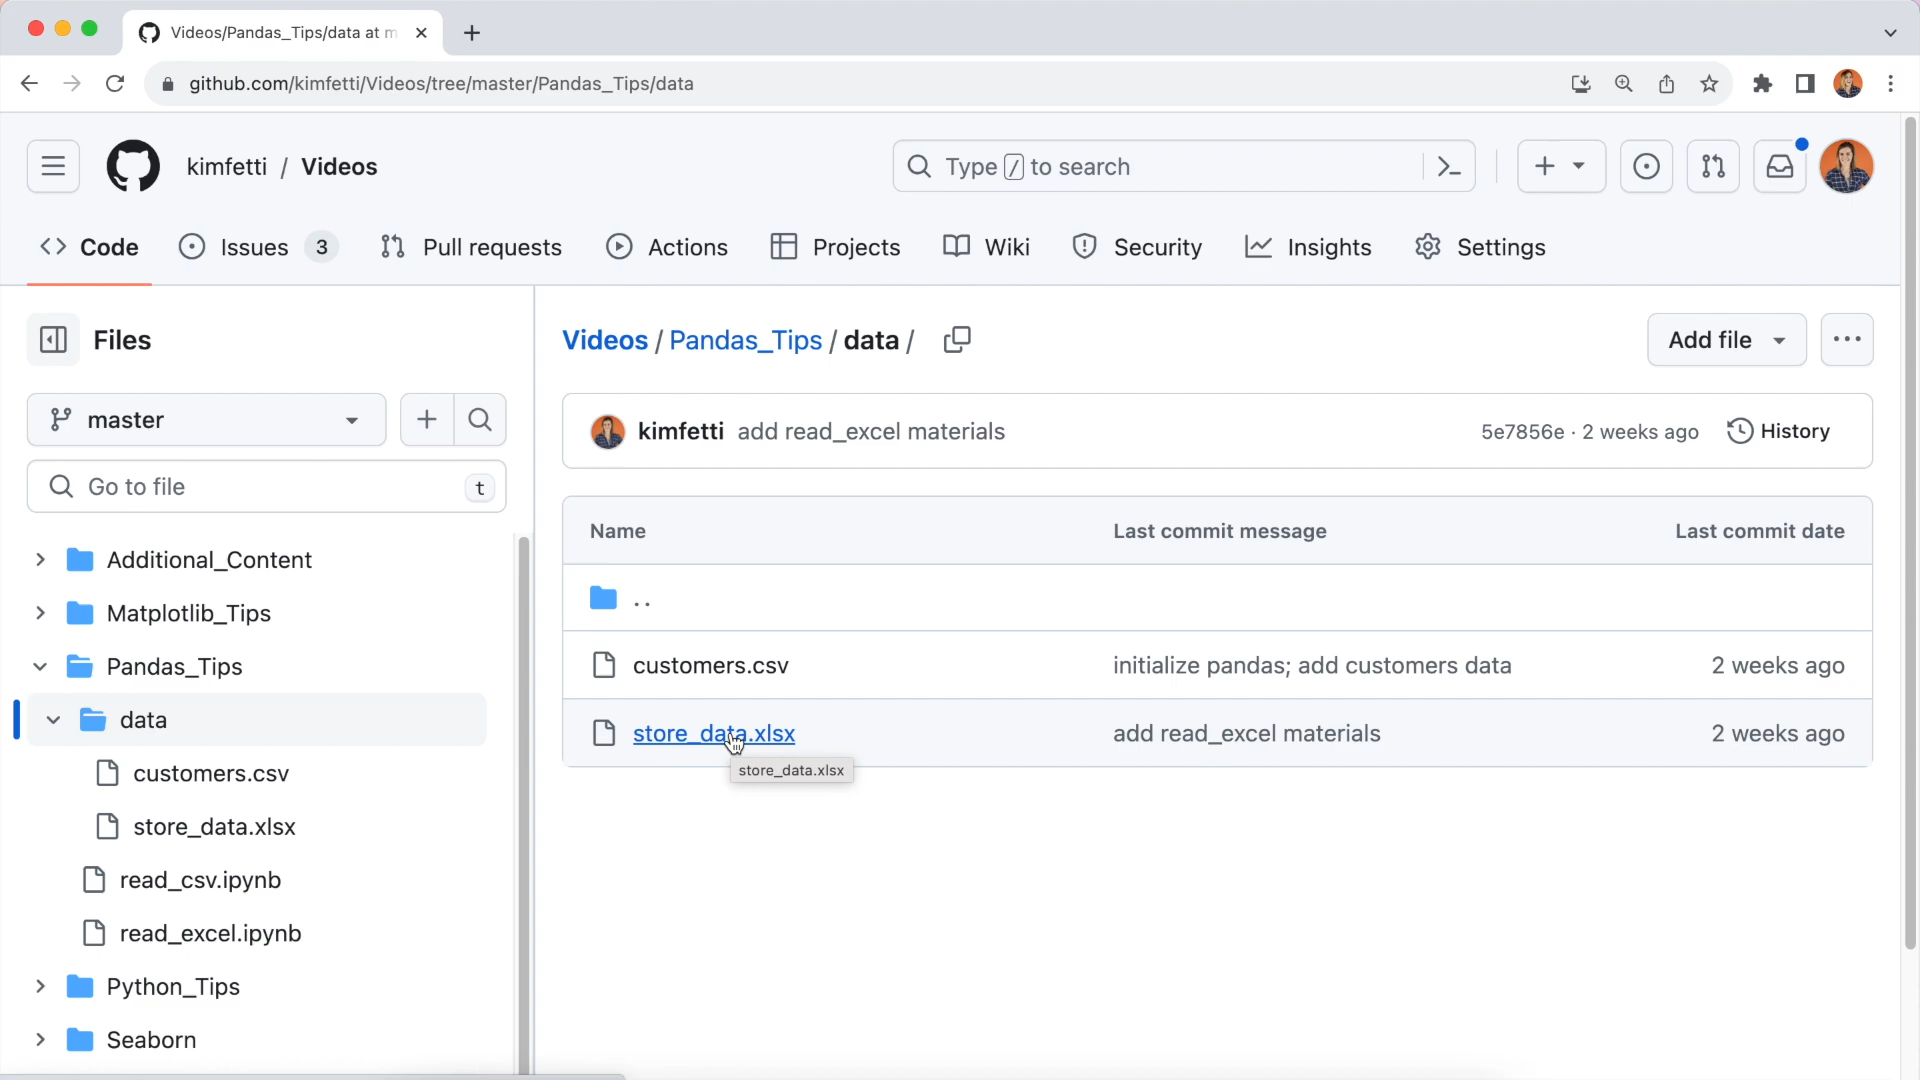 Videos/Pandas_Tips/data at m
github.com/kimfetti/Videos/tree/master/Pandas_Tips/data
kimfetti / Videos
Type / to search
Code
Issues 3
Pull requests
Actions
Projects
Wiki
Security
Insights
Settings
Files
master
Go to file
t
Additional_Content
Matplotlib_Tips
Pandas_Tips
data
customers.csv
store_data.xlsx
read_csv.ipynb
read_excel.ipynb
Python_Tips
Seaborn
Videos / Pandas_Tips / data /
Add file
kimfetti add read_excel materials
5e7856e · 2 weeks ago
History
Name Last commit message Last commit date
..
customers.csv initialize pandas; add customers data 2 weeks ago
store_data.xlsx add read_excel materials 2 weeks ago
store_data.xlsx